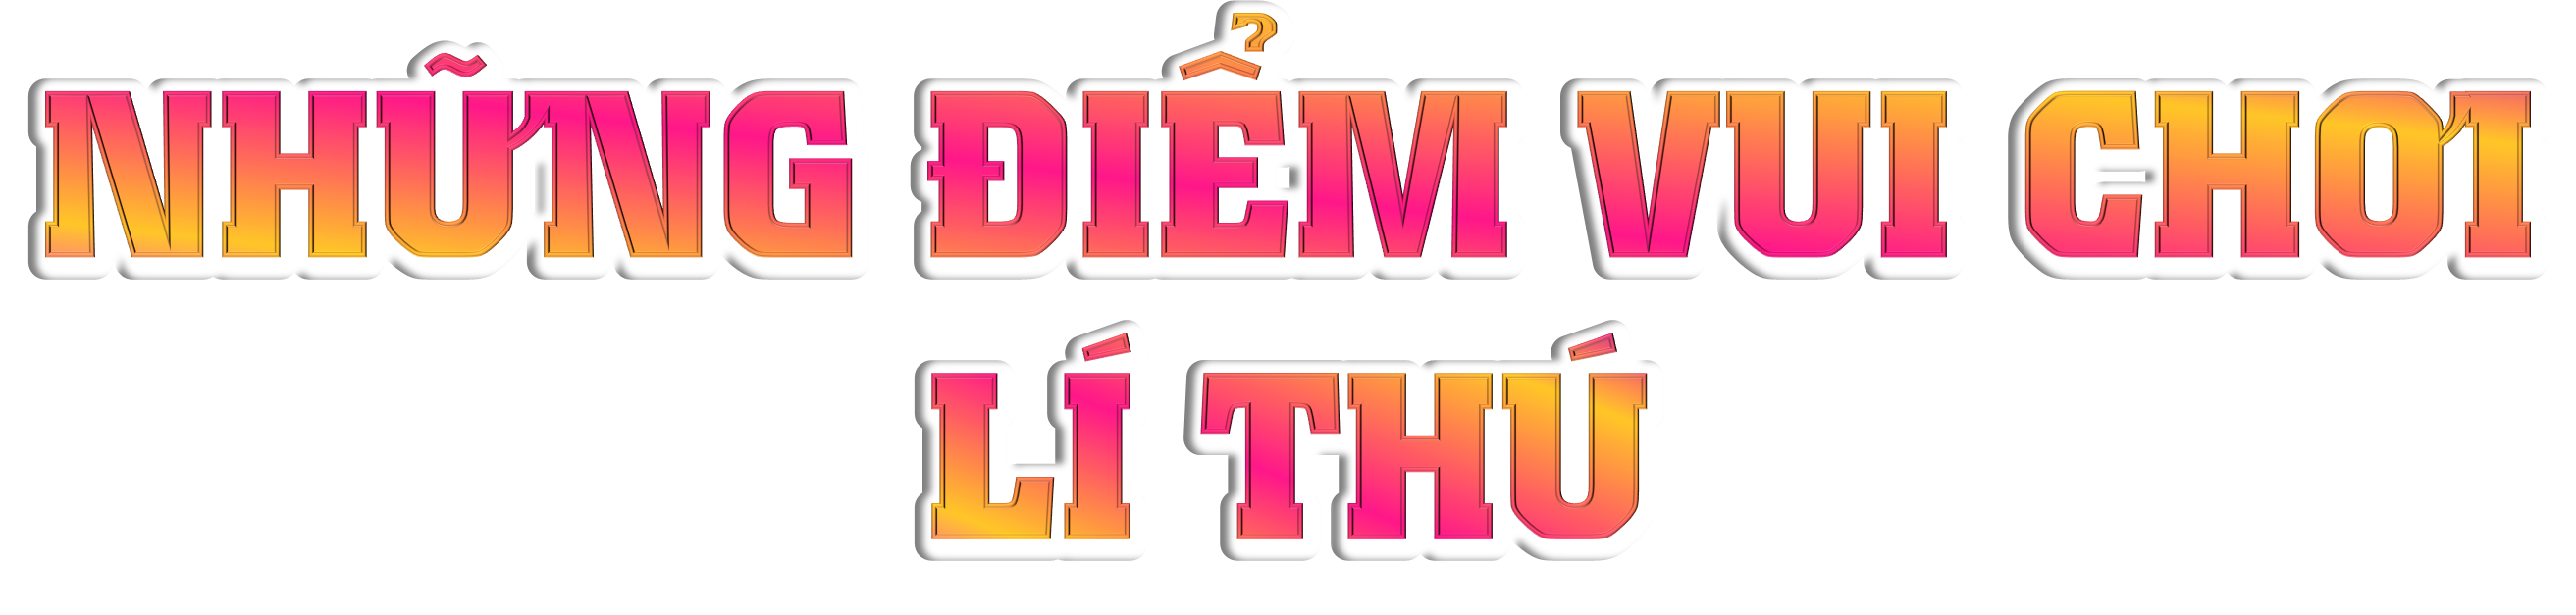 NHỮNG ĐIỂM VUI CHƠI
LÍ THÚ